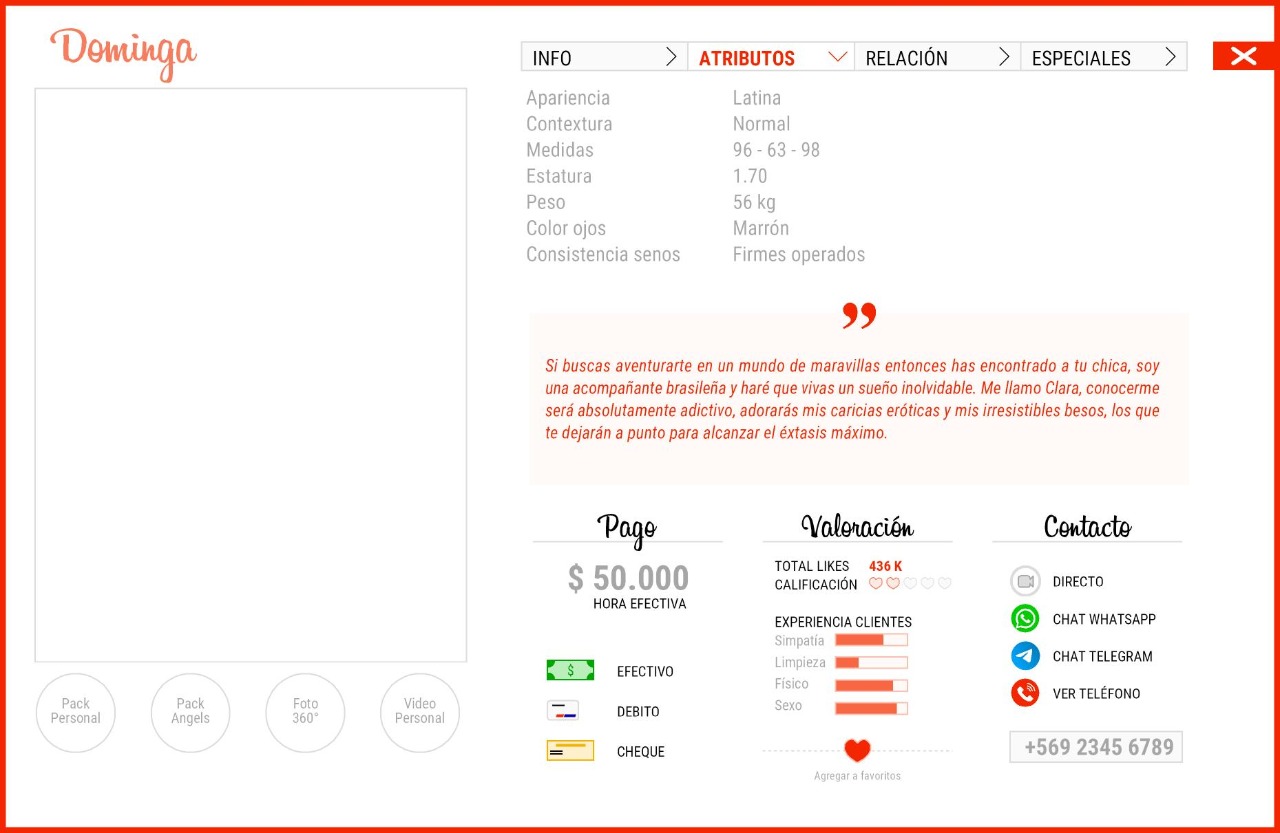 Dominga
INFO
ATRIBUTOS
RELACIÓN
ESPECIALES
Apariencia Latina
Contextura Normal
Medidas 96 - 63 - 98
Estatura 1.70
Peso 56 kg
Color ojos Marrón
Consistencia senos Firmes operados
”
Si buscas aventurarte en un mundo de maravillas entonces has encontrado a tu chica, soy
una acompañante brasileña y haré que vivas un sueño inolvidable. Me llamo Clara, conocerme
será absolutamente adictivo, adorarás mis caricias eróticas y mis irresistibles besos, los que
te dejarán a punto para alcanzar el éxtasis máximo.
Pago
$ 50.000
HORA EFECTIVA
$
EFECTIVO
DEBITO
CHEQUE
Valoración
TOTAL LIKES 436 K
CALIFICACIÓN
EXPERIENCIA CLIENTES
Simpatía
Limpieza
Físico
Sexo
Agregar a favoritos
Contacto
DIRECTO
CHAT WHATSAPP
CHAT TELEGRAM
VER TELÉFONO
+569 2345 6789
Pack
Personal
Pack
Angels
Foto
360°
Video
Personal